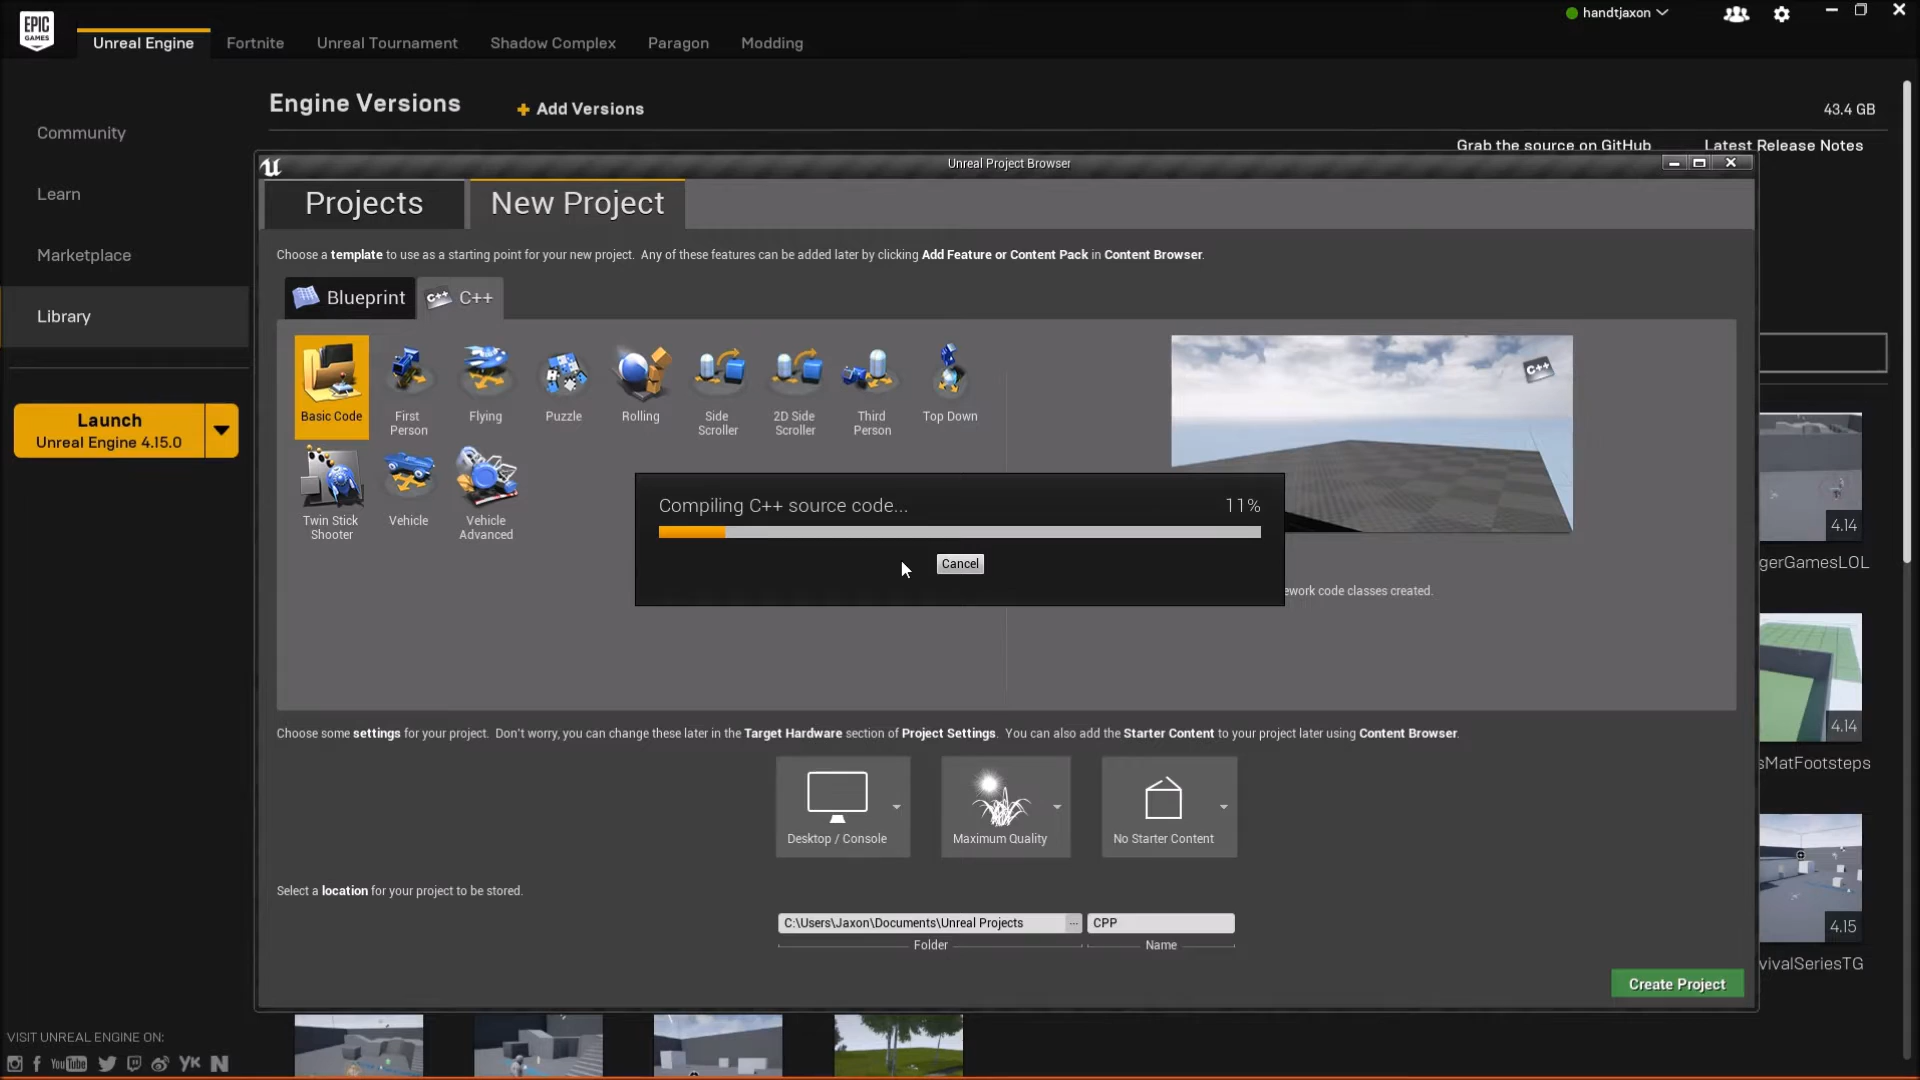 EPIC
GAMES
Unreal Engine
Fortnite
Unreal Tournament
Shadow Complex
Paragon
Modding
handtjaxon
Engine Versions
+ Add Versions
43.4 GB
Grab the source on GitHub
Latest Release Notes
Community
Learn
Marketplace
Library
Launch
Unreal Engine 4.15.0
Unreal Project Browser
Projects
New Project
Choose a template to use as a starting point for your new project. Any of these features can be added later by clicking Add Feature or Content Pack in Content Browser.
Blueprint
C++
C++
Basic Code
First
Person
Flying
Puzzle
Rolling
Side
Scroller
2D Side
Scroller
Third
Person
Top Down
Twin Stick
Shooter
Vehicle
Vehicle
Advanced
C++
Compiling C++ source code...
11%
Cancel
ework code classes created.
Choose some settings for your project. Don't worry, you can change these later in the Target Hardware section of Project Settings. You can also add the Starter Content to your project later using Content Browser.
Desktop / Console
Maximum Quality
No Starter Content
Select a location for your project to be stored.
C:\Users\Jaxon\Documents\Unreal Projects
...
CPP
Folder
Name
Create Project
4.14
gerGamesLOL
4.14
sMatFootsteps
4.15
vivalSeriesTG
VISIT UNREAL ENGINE ON:
YouTube